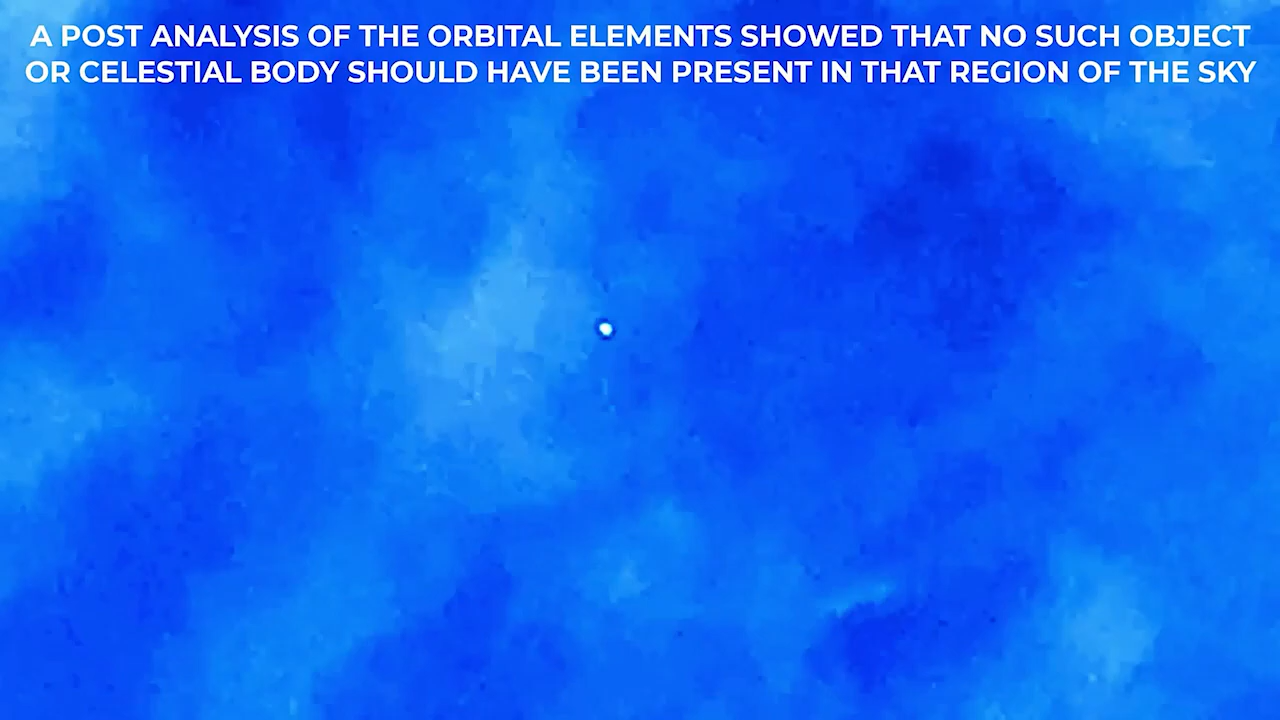 A POST ANALYSIS OF THE ORBITAL ELEMENTS SHOWED THAT NO SUCH OBJECT
OR CELESTIAL BODY SHOULD HAVE BEEN PRESENT IN THAT REGION OF THE SKY